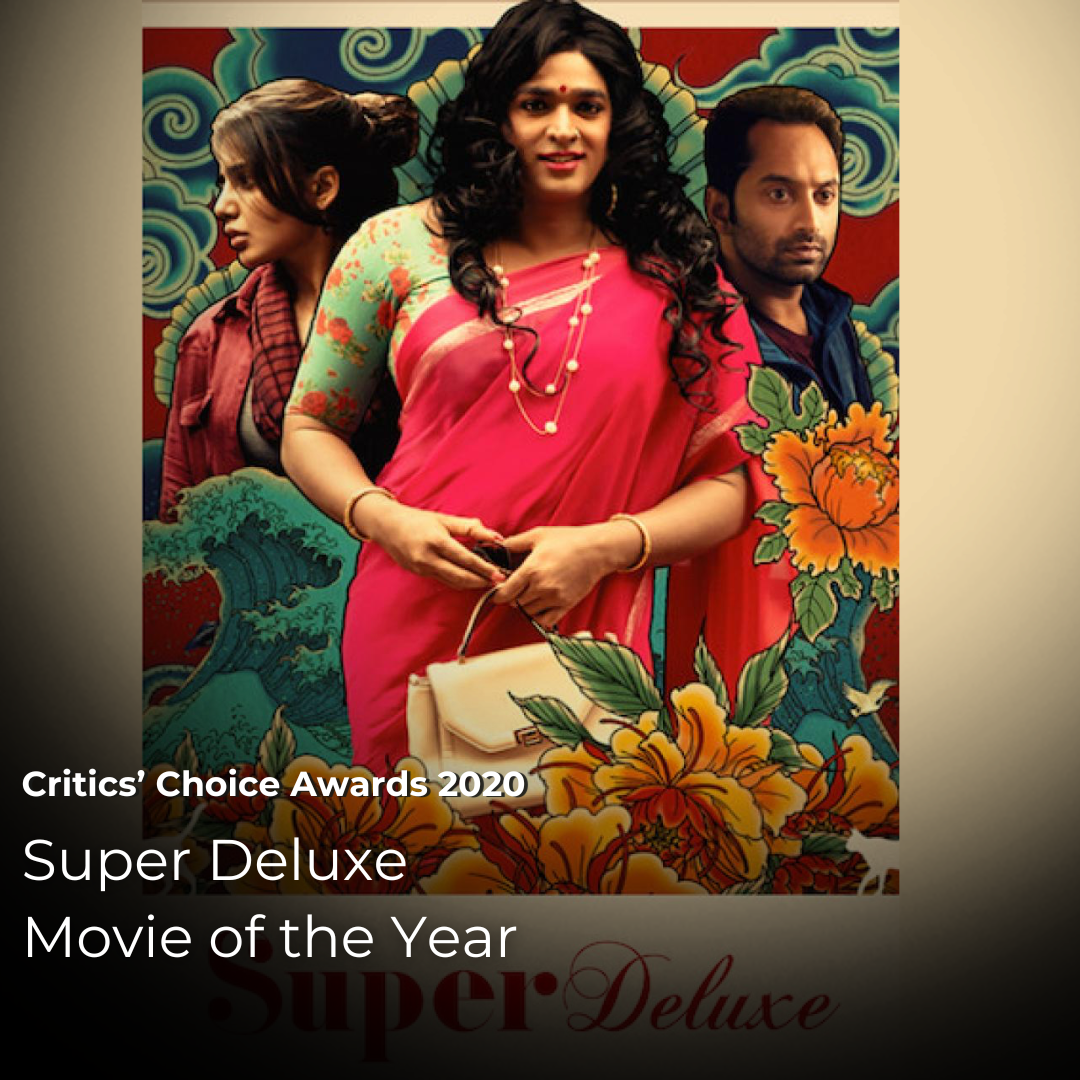 Critics’ Choice Awards 2020
Super Deluxe
Movie of the Year
Super Deluxe